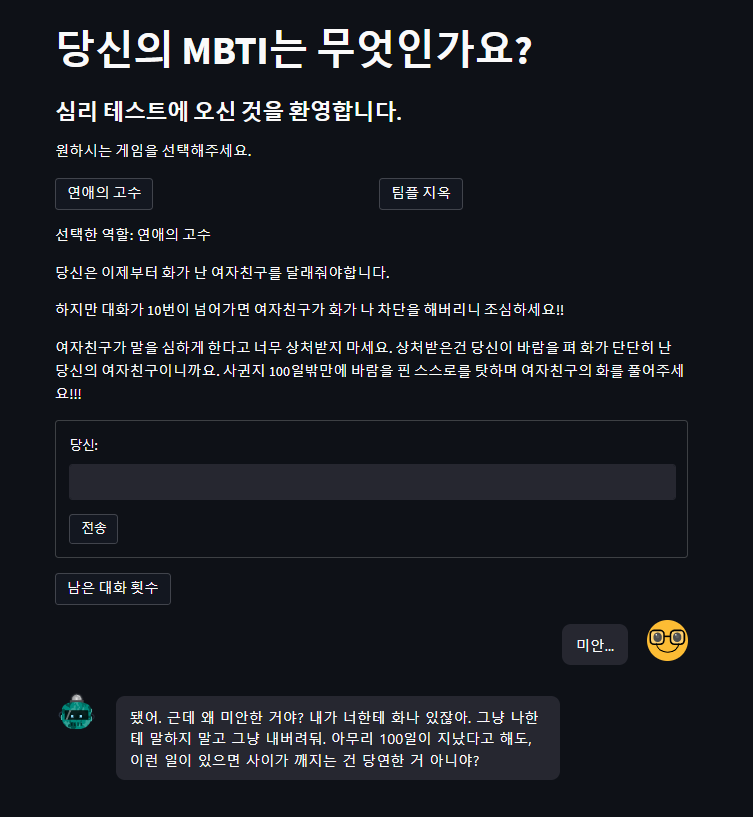 당신의 MBTI는 무엇인가요?
심리 테스트에 오신 것을 환영합니다.
원하시는 게임을 선택해주세요.
연애의 고수
팀플 지옥
선택한 역할: 연애의 고수
당신은 이제부터 화가 난 여자친구를 달래줘야합니다.
하지만 대화가 10번이 넘어가면 여자친구가 화가 나 차단을 해버리니 조심하세요!!
여자친구가 말을 심하게 한다고 너무 상처받지 마세요. 상처받은건 당신이 바람을 펴 화가 단단히 난
당신의 여자친구이니까요. 사귄지 100일밖만에 바람을 핀 스스로를 탓하며 여자친구의 화를 풀어주세
요!!!
당신:
전송
남은 대화 횟수
미안...
됐어. 근데 왜 미안한 거야? 내가 너한테 화나 있잖아. 그냥 나한
테 말하지 말고 그냥 내버려둬. 아무리 100일이 지났다고 해도,
이런 일이 있으면 사이가 깨지는 건 당연한 거 아니야?